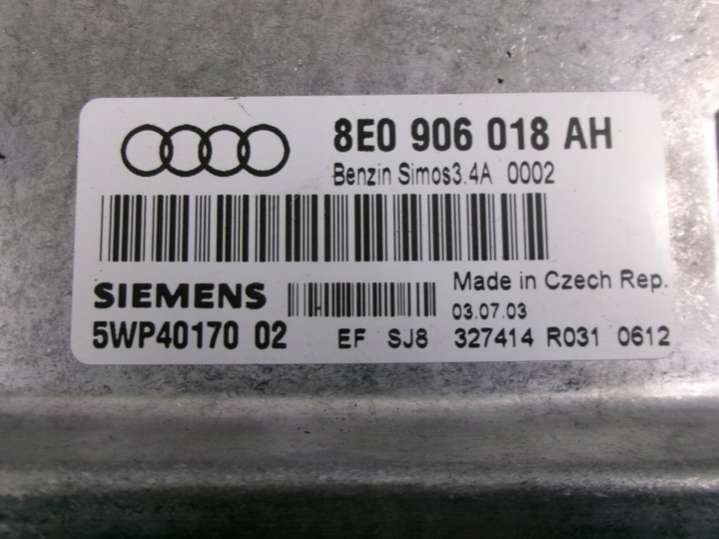 8E0 906 018 AH
Benzin Simos3.4A 0002
SIEMENS
Made in Czech Rep.
03.07.03
5WP40170 02 EF SJ8 327414 R031 0612